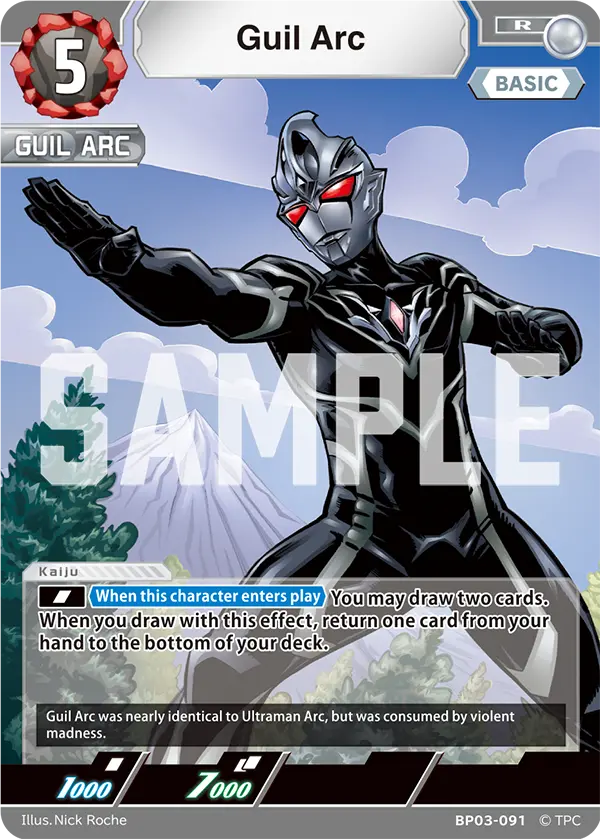 5
Guil Arc
R
BASIC
GUIL ARC
SAMPLE
Kaiju
When this character enters play You may draw two cards.
When you draw with this effect, return one card from your
hand to the bottom of your deck.
Guil Arc was nearly identical to Ultraman Arc, but was consumed by violent
madness.
1000
7000
Illus. Nick Roche
BP03-091 © TPC